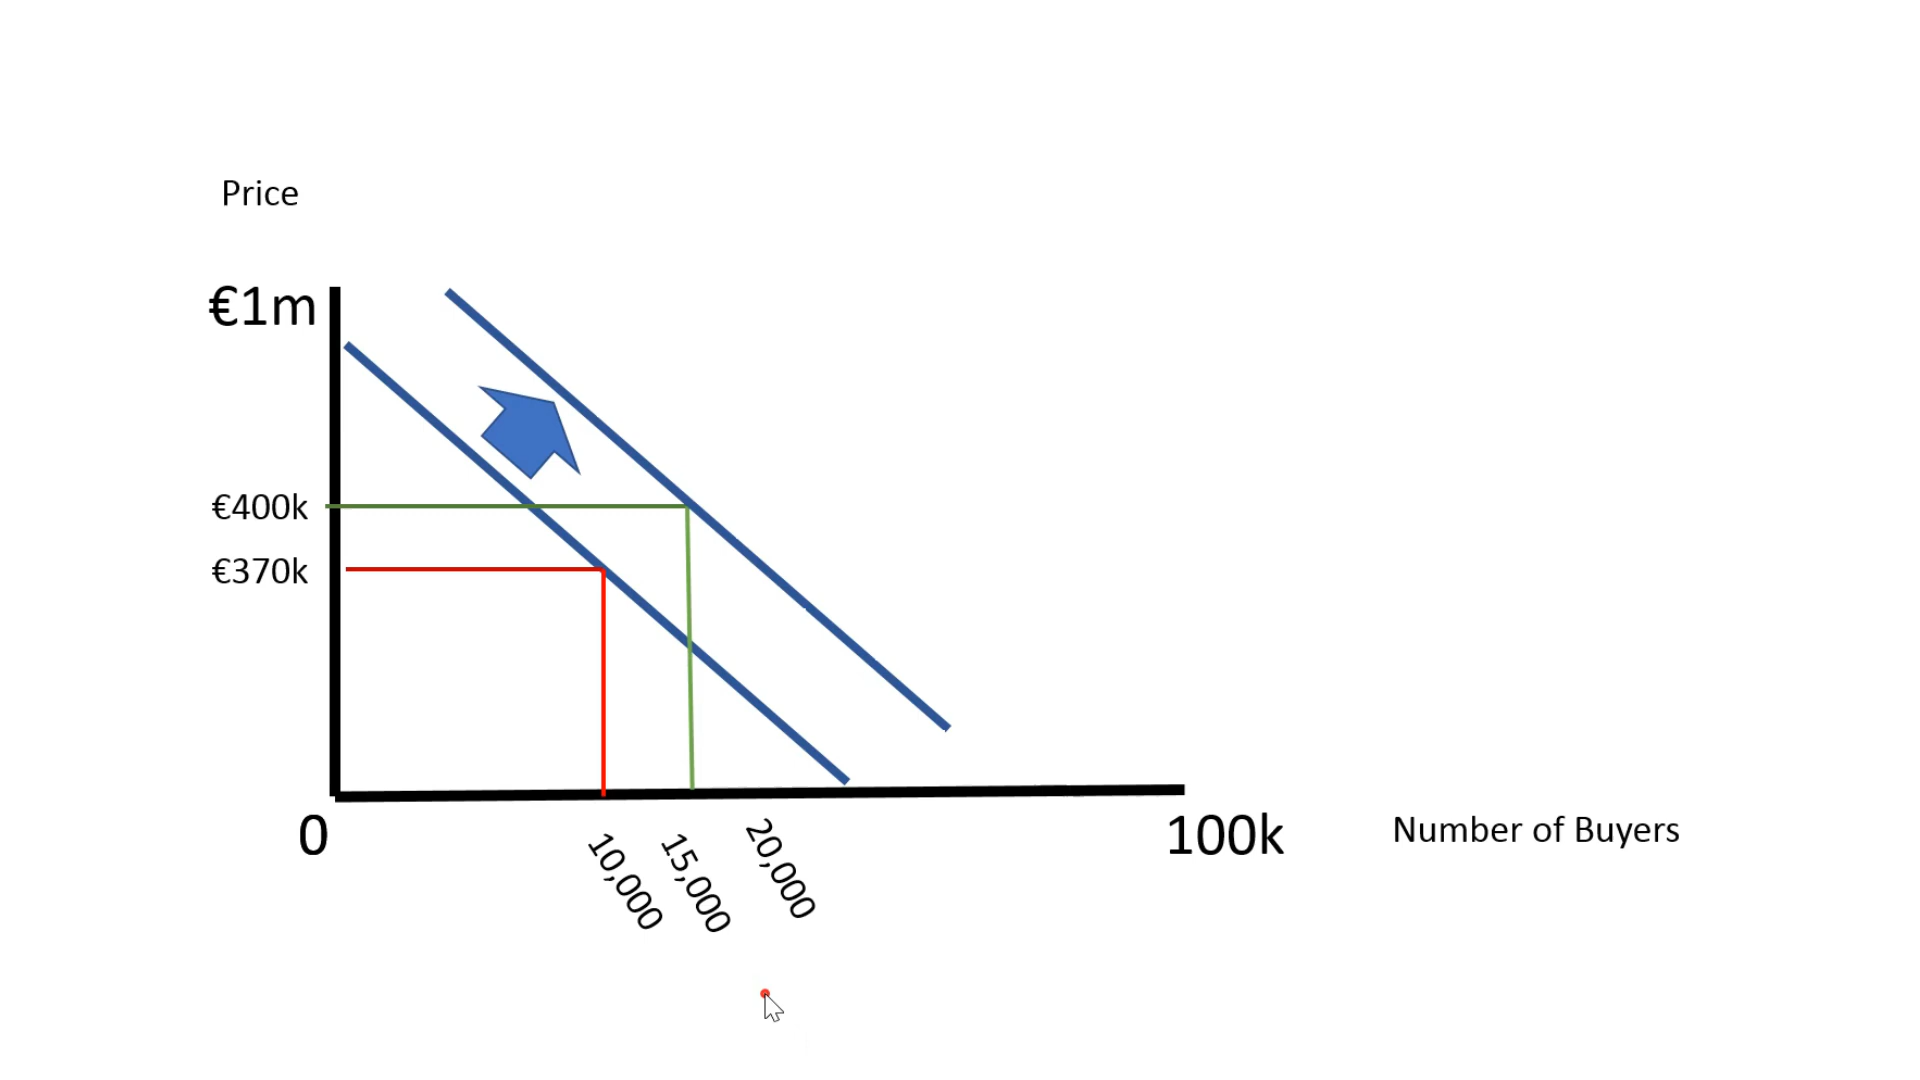 Price
€1m
€400k
€370k
0
10,000
15,000
20,000
100k
Number of Buyers